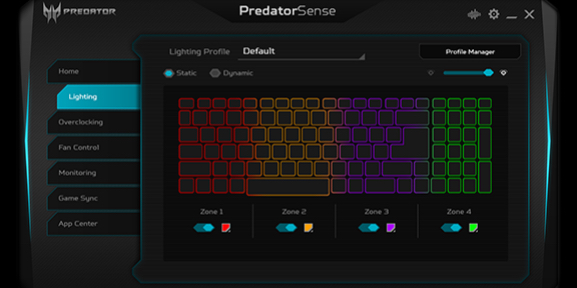 PREDATOR
PredatorSense
Lighting Profile Default
Profile Manager
Static Dynamic
Home
Lighting
Overclocking
Fan Control
Monitoring
Game Sync
App Center
Zone 1 Zone 2 Zone 3 Zone 4